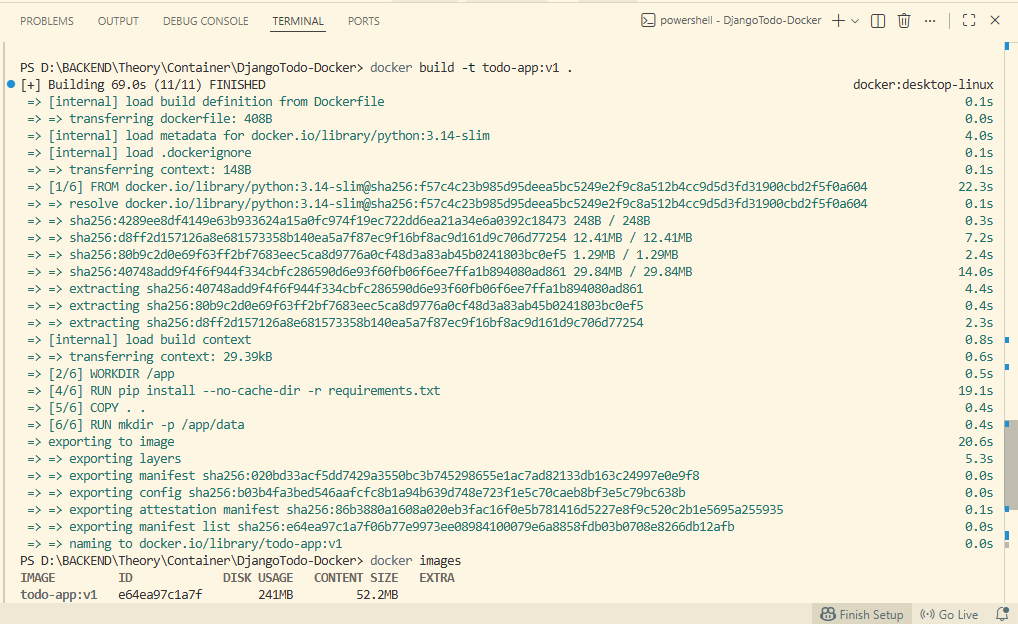 PROBLEMS OUTPUT DEBUG CONSOLE TERMINAL PORTS powershell - DjangoTodo-Docker
PS D:\BACKEND\Theory\Container\DjangoTodo-Docker> docker build -t todo-app:v1 .
[+] Building 69.0s (11/11) FINISHED docker:desktop-linux
=> [internal] load build definition from Dockerfile 0.1s
=> => transferring dockerfile: 408B 0.0s
=> [internal] load metadata for docker.io/library/python:3.14-slim 4.0s
=> [internal] load .dockerignore 0.1s
=> => transferring context: 148B 0.1s
=> [1/6] FROM docker.io/library/python:3.14-slim@sha256:f57c4c23b985d95deea5bc5249e2f9c8a512b4cc9d5d3fd31900cbd2f5f0a604 22.3s
=> => resolve docker.io/library/python:3.14-slim@sha256:f57c4c23b985d95deea5bc5249e2f9c8a512b4cc9d5d3fd31900cbd2f5f0a604 0.1s
=> => sha256:4289ee8df4149e63b933624a15a0fc974f19ec722dd6ea21a34e6a0392c18473 248B / 248B 0.3s
=> => sha256:d8ff2d157126a8e681573358b140ea5a7f87ec9f16bf8ac9d161d9c706d77254 12.41MB / 12.41MB 7.2s
=> => sha256:80b9c2d0e69f63ff2bf7683eec5ca8d9776a0cf48d3a83ab45b0241803bc0ef5 1.29MB / 1.29MB 2.4s
=> => sha256:40748add9f4f6f944f334cbfc286590d6e93f60fb06f6ee7ffa1b894080ad861 29.84MB / 29.84MB 14.0s
=> => extracting sha256:40748add9f4f6f944f334cbfc286590d6e93f60fb06f6ee7ffa1b894080ad861 4.4s
=> => extracting sha256:80b9c2d0e69f63ff2bf7683eec5ca8d9776a0cf48d3a83ab45b0241803bc0ef5 0.4s
=> => extracting sha256:d8ff2d157126a8e681573358b140ea5a7f87ec9f16bf8ac9d161d9c706d77254 2.3s
=> [internal] load build context 0.8s
=> => transferring context: 29.39kB 0.6s
=> [2/6] WORKDIR /app 0.5s
=> [4/6] RUN pip install --no-cache-dir -r requirements.txt 19.1s
=> [5/6] COPY . . 0.4s
=> [6/6] RUN mkdir -p /app/data 0.4s
=> exporting to image 20.6s
=> => exporting layers 5.3s
=> => exporting manifest sha256:020bd33acf5dd7429a3550bc3b745298655e1ac7ad82133db163c24997e0e9f8 0.0s
=> => exporting config sha256:b03b4fa3bed546aafcfc8b1a94b639d748e723f1e5c70caeb8bf3e5c79bc638b 0.0s
=> => exporting attestation manifest sha256:86b3880a1608a020eb3fac16f0e5b781416d5227e8f9c520c2b1e5695a255935 0.1s
=> => exporting manifest list sha256:e64ea97c1a7f06b77e9973ee08984100079e6a8858fdb03b0708e8266db12afb 0.0s
=> => naming to docker.io/library/todo-app:v1 0.0s
PS D:\BACKEND\Theory\Container\DjangoTodo-Docker> docker images
IMAGE ID DISK USAGE CONTENT SIZE EXTRA
todo-app:v1 e64ea97c1a7f 241MB 52.2MB
Finish Setup Go Live